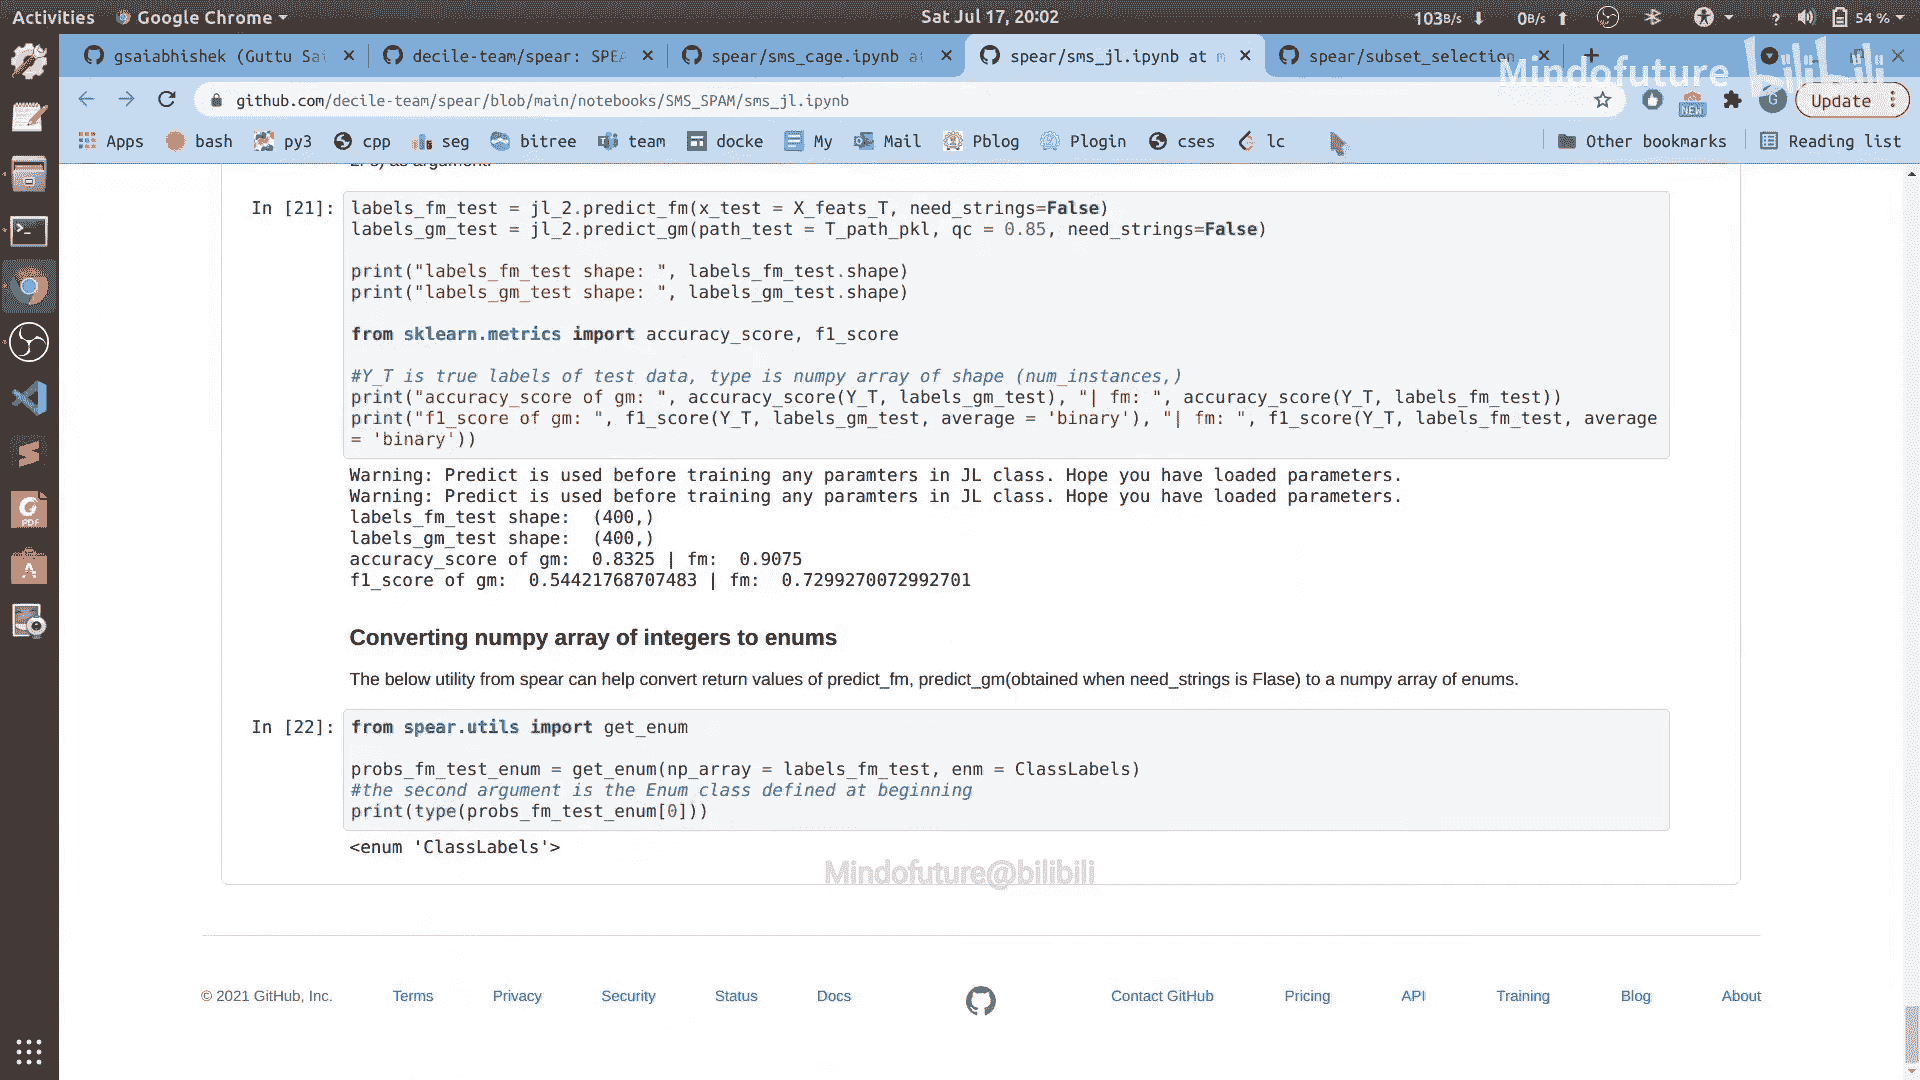 Activities
Google Chrome
Sat Jul 17, 20:02
103B/s
0B/s
54 %
gsaiabhishek (Guttu Sai
decile-team/spear: SPEA
spear/sms_cage.ipynb at
spear/sms_jl.ipynb at m
spear/subset_selection
github.com/decile-team/spear/blob/main/notebooks/SMS_SPAM/sms_jl.ipynb
Mindofuture bilibili
NEW
G
Update
Apps
bash
py3
cpp
seg
bitree
team
docke
My
Mail
Pblog
Plogin
cses
lc
Other bookmarks
Reading list
In [21]:
labels_fm_test = jl_2.predict_fm(x_test = X_feats_T, need_strings=False)
labels_gm_test = jl_2.predict_gm(path_test = T_path_pkl, qc = 0.85, need_strings=False)
print("labels_fm_test shape: ", labels_fm_test.shape)
print("labels_gm_test shape: ", labels_gm_test.shape)
from sklearn.metrics import accuracy_score, f1_score
#Y_T is true labels of test data, type is numpy array of shape (num_instances,)
print("accuracy_score of gm: ", accuracy_score(Y_T, labels_gm_test), "| fm: ", accuracy_score(Y_T, labels_fm_test))
print("f1_score of gm: ", f1_score(Y_T, labels_gm_test, average = 'binary'), "| fm: ", f1_score(Y_T, labels_fm_test, average
= 'binary'))
Warning: Predict is used before training any paramters in JL class. Hope you have loaded parameters.
Warning: Predict is used before training any paramters in JL class. Hope you have loaded parameters.
labels_fm_test shape:  (400,)
labels_gm_test shape:  (400,)
accuracy_score of gm:  0.8325 | fm:  0.9075
f1_score of gm:  0.54421768707483 | fm:  0.7299270072992701
Converting numpy array of integers to enums
The below utility from spear can help convert return values of predict_fm, predict_gm(obtained when need_strings is Flase) to a numpy array of enums.
In [22]:
from spear.utils import get_enum
probs_fm_test_enum = get_enum(np_array = labels_fm_test, enm = ClassLabels)
#the second argument is the Enum class defined at beginning
print(type(probs_fm_test_enum[0]))
<enum 'ClassLabels'>
Mindofuture@bilibili
© 2021 GitHub, Inc.
Terms
Privacy
Security
Status
Docs
Contact GitHub
Pricing
API
Training
Blog
About